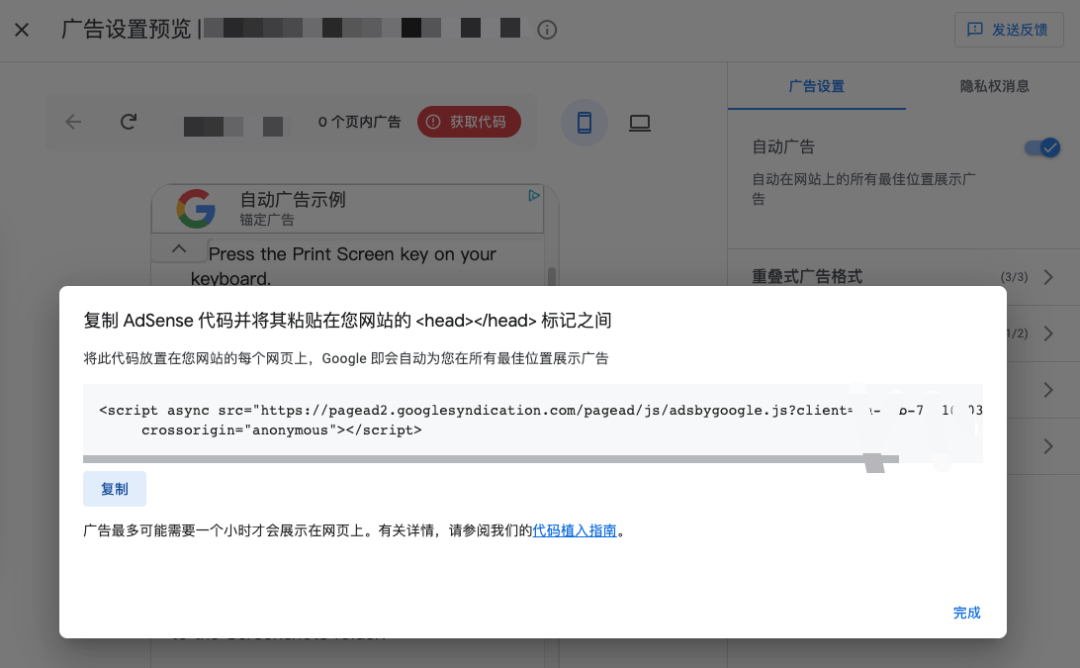 广告设置预览 |
发送反馈
0 个页内广告
获取代码
广告设置
隐私权消息
自动广告
自动在网站上的所有最佳位置展示广
告
自动广告示例
锚定广告
Press the Print Screen key on your
keyboard.
重叠式广告格式
(3/3)
1/2)
复制 AdSense 代码并将其粘贴在您网站的 <head></head> 标记之间
将此代码放置在您网站的每个网页上，Google 即会自动为您在所有最佳位置展示广告
<script async src="https://pagead2.googlesyndication.com/pagead/js/adsbygoogle.js?client=
crossorigin="anonymous"></script>
复制
广告最多可能需要一个小时才会展示在网页上。有关详情，请参阅我们的代码植入指南。
完成